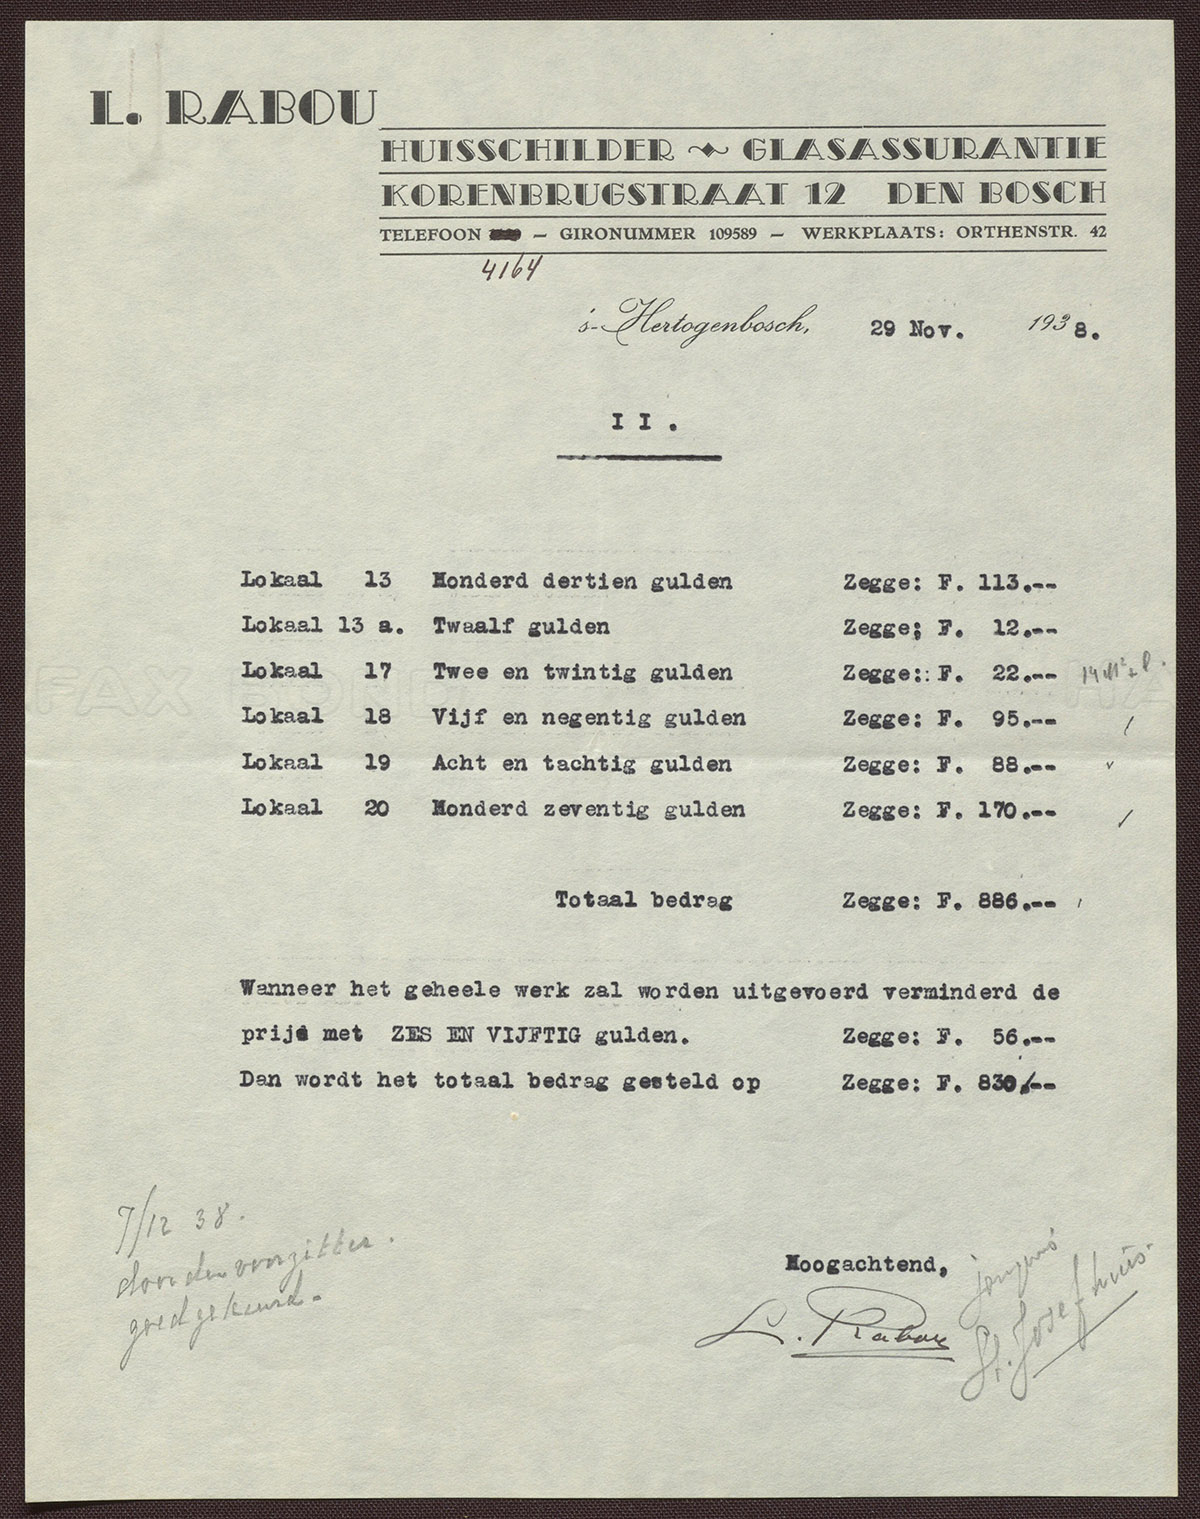 L. RABOU
HUISSCHILDER GLASASSURANTIE
KORENBRUGSTRAAT 12 DEN BOSCH
TELEFOON — GIRONUMMER 109589 — WERKPLAATS: ORTHENSTR. 42
4164
's-Hertogenbosch, 29 Nov. 1938.
II.
Lokaal 13 Honderd dertien gulden Zegge: F. 113.--
Lokaal 13 a. Twaalf gulden Zegge; F. 12.--
Lokaal 17 Twee en twintig gulden Zegge:: F. 22.-- 14 M²
Lokaal 18 Vijf en negentig gulden Zegge: F. 95.--
Lokaal 19 Acht en tachtig gulden Zegge: F. 88.--
Lokaal 20 Honderd zeventig gulden Zegge: F. 170.--
Totaal bedrag Zegge: F. 886.--
Wanneer het geheele werk zal worden uitgevoerd verminderd de
prijs met ZES EN VIJFTIG gulden. Zegge: F. 56.--
Dan wordt het totaal bedrag gesteld op Zegge: F. 830.--
7/12 38.
door den voorzitter.
goedgekeurd.
Hoogachtend,
L. Rabou
jongens
St. Josefhuis